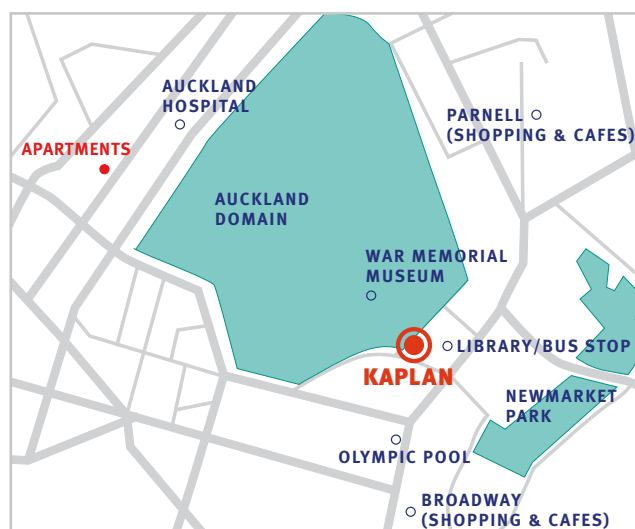 AUCKLAND
HOSPITAL
PARNELL
(SHOPPING & CAFES)
APARTMENTS
AUCKLAND
DOMAIN
WAR MEMORIAL
MUSEUM
LIBRARY/BUS STOP
KAPLAN
NEWMARKET
PARK
OLYMPIC POOL
BROADWAY
(SHOPPING & CAFES)